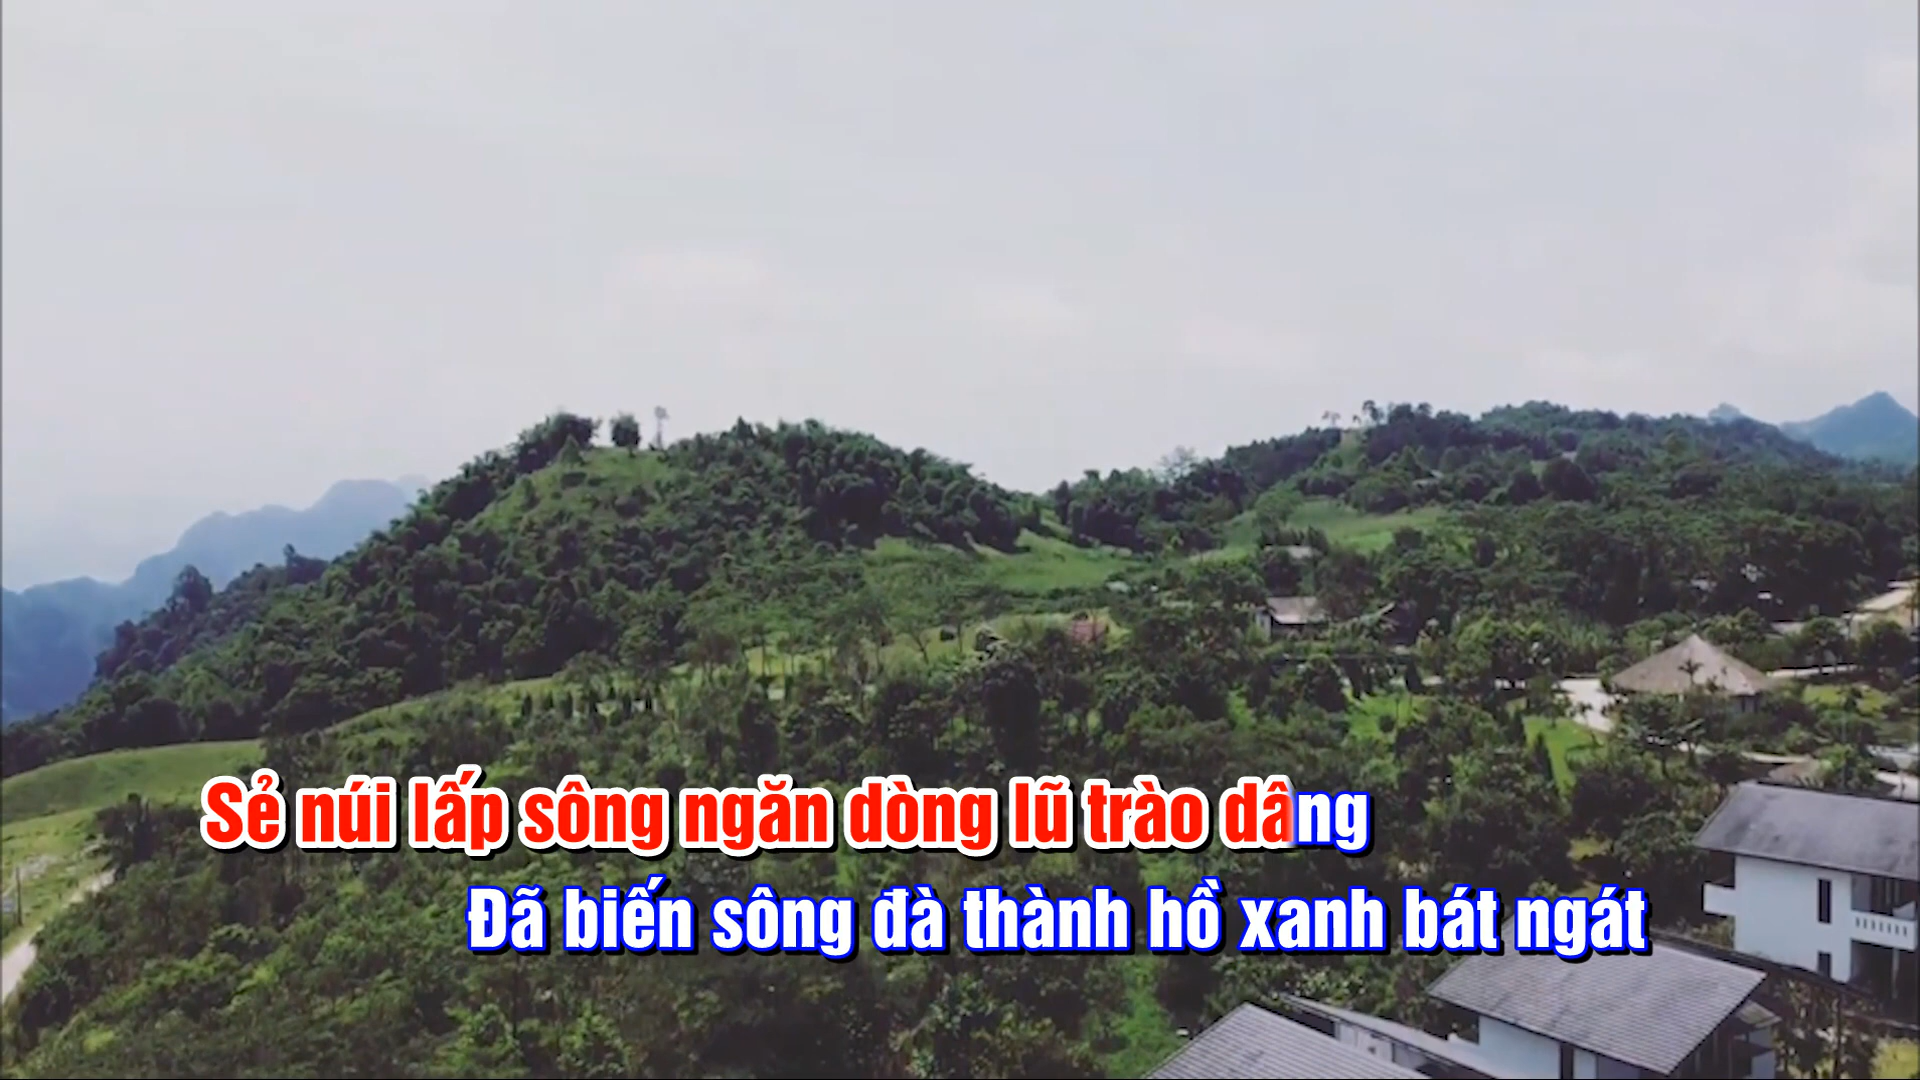 Sẻ núi lấp sông ngăn dòng lũ trào dâng
Đã biến sông đà thành hồ xanh bát ngát